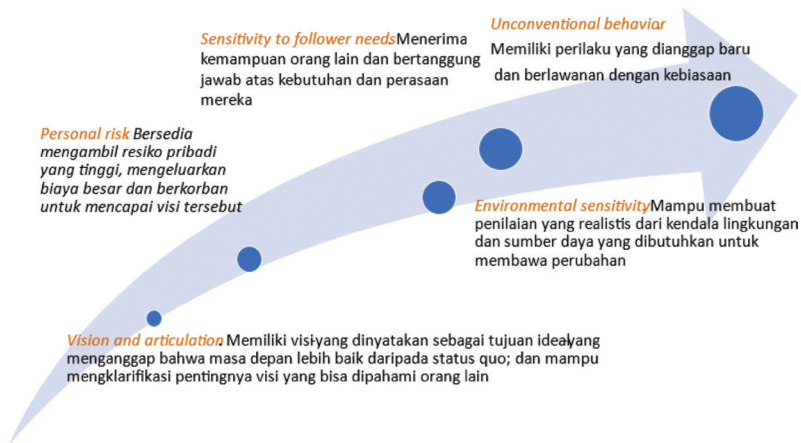 Sensitivity to follower needs. Menerima
kemampuan orang lain dan bertanggung
jawab atas kebutuhan dan perasaan
mereka
Unconventional behavior.
Memiliki perilaku yang dianggap baru
dan berlawanan dengan kebiasaan
Personal risk Bersedia
mengambil resiko pribadi
yang tinggi, mengeluarkan
biaya besar dan berkorban
untuk mencapai visi tersebut
Environmental sensitivity. Mampu membuat
penilaian yang realistis dari kendala lingkungan
dan sumber daya yang dibutuhkan untuk
membawa perubahan
Vision and articulation. Memiliki visi-yang dinyatakan sebagai tujuan ideal-yang
menganggap bahwa masa depan lebih baik daripada status quo; dan mampu
mengklarifikasi pentingnya visi yang bisa dipahami orang lain